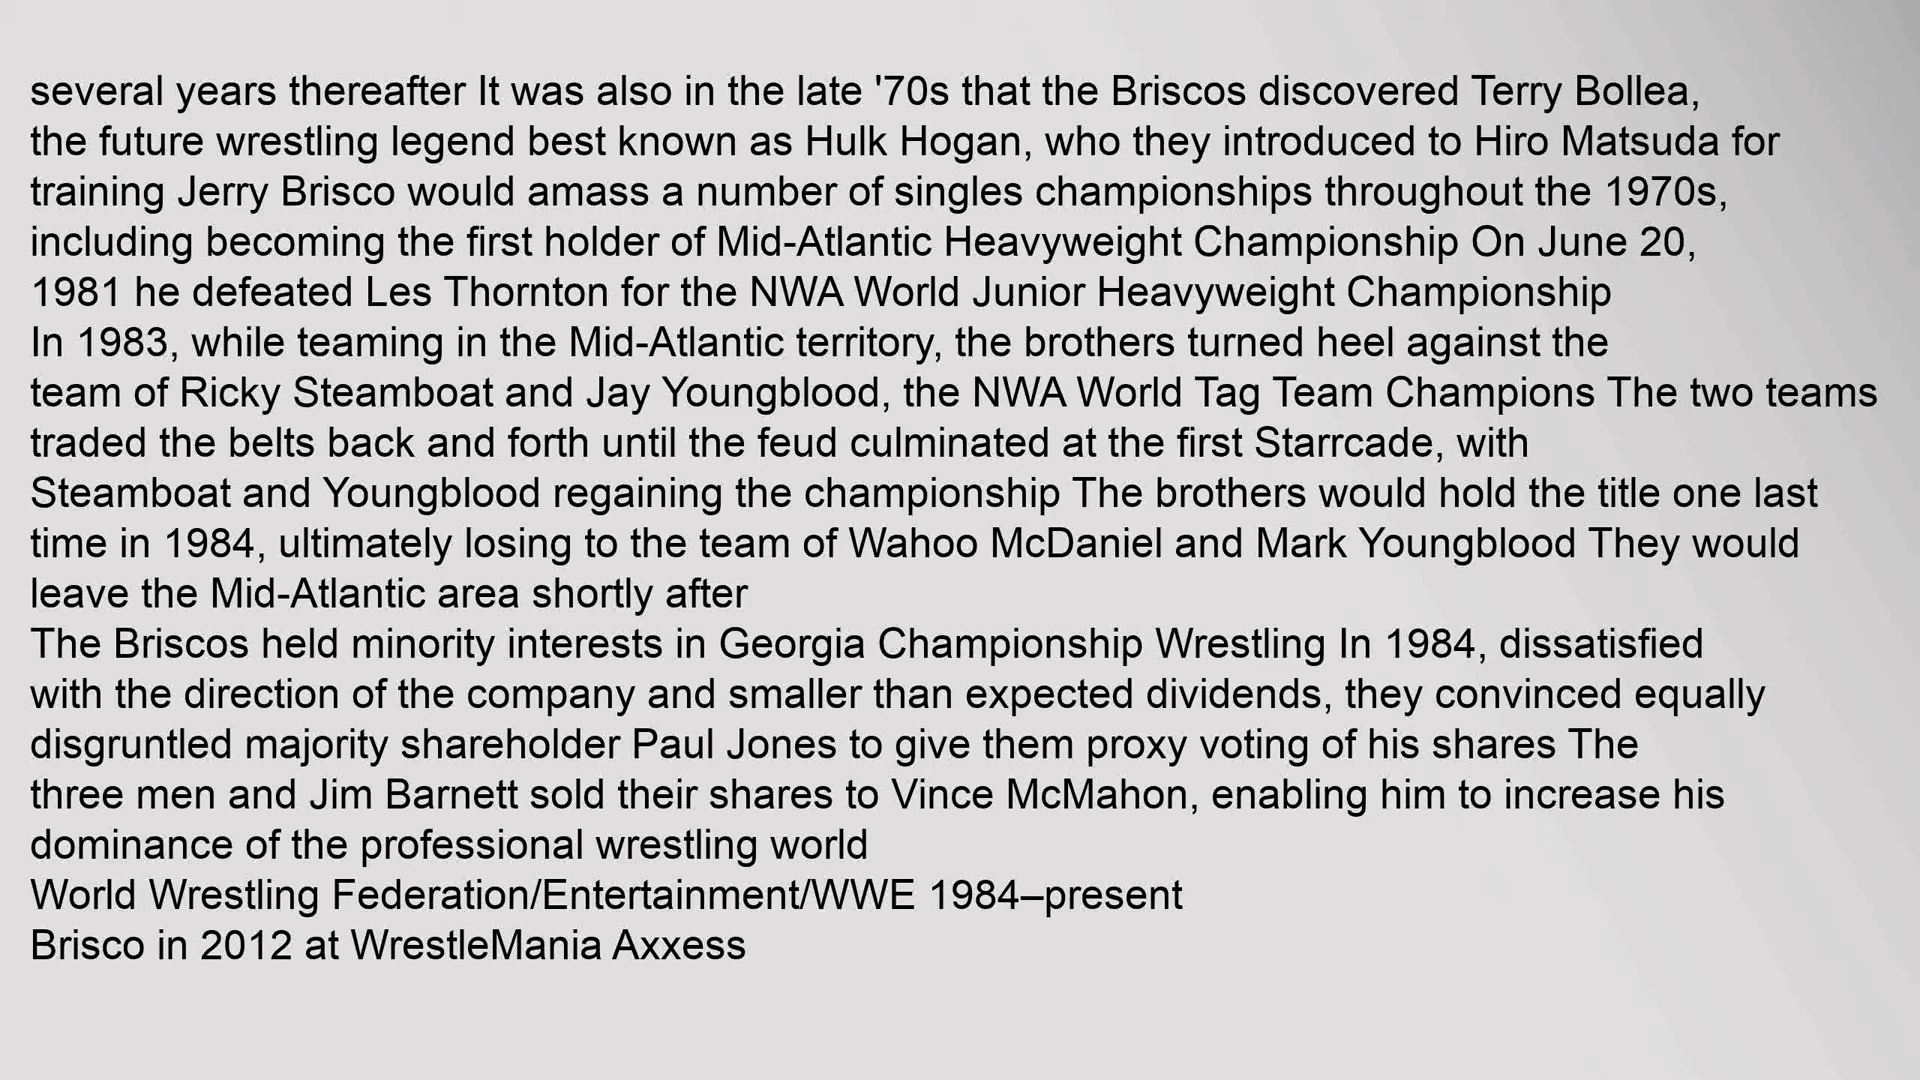 several years thereafter It was also in the late '70s that the Briscos discovered Terry Bollea,
the future wrestling legend best known as Hulk Hogan, who they introduced to Hiro Matsuda for
training Jerry Brisco would amass a number of singles championships throughout the 1970s,
including becoming the first holder of Mid-Atlantic Heavyweight Championship On June 20,
1981 he defeated Les Thornton for the NWA World Junior Heavyweight Championship
In 1983, while teaming in the Mid-Atlantic territory, the brothers turned heel against the
team of Ricky Steamboat and Jay Youngblood, the NWA World Tag Team Champions The two teams
traded the belts back and forth until the feud culminated at the first Starrcade, with
Steamboat and Youngblood regaining the championship The brothers would hold the title one last
time in 1984, ultimately losing to the team of Wahoo McDaniel and Mark Youngblood They would
leave the Mid-Atlantic area shortly after
The Briscos held minority interests in Georgia Championship Wrestling In 1984, dissatisfied
with the direction of the company and smaller than expected dividends, they convinced equally
disgruntled majority shareholder Paul Jones to give them proxy voting of his shares The
three men and Jim Barnett sold their shares to Vince McMahon, enabling him to increase his
dominance of the professional wrestling world
World Wrestling Federation/Entertainment/WWE 1984–present
Brisco in 2012 at WrestleMania Axxess